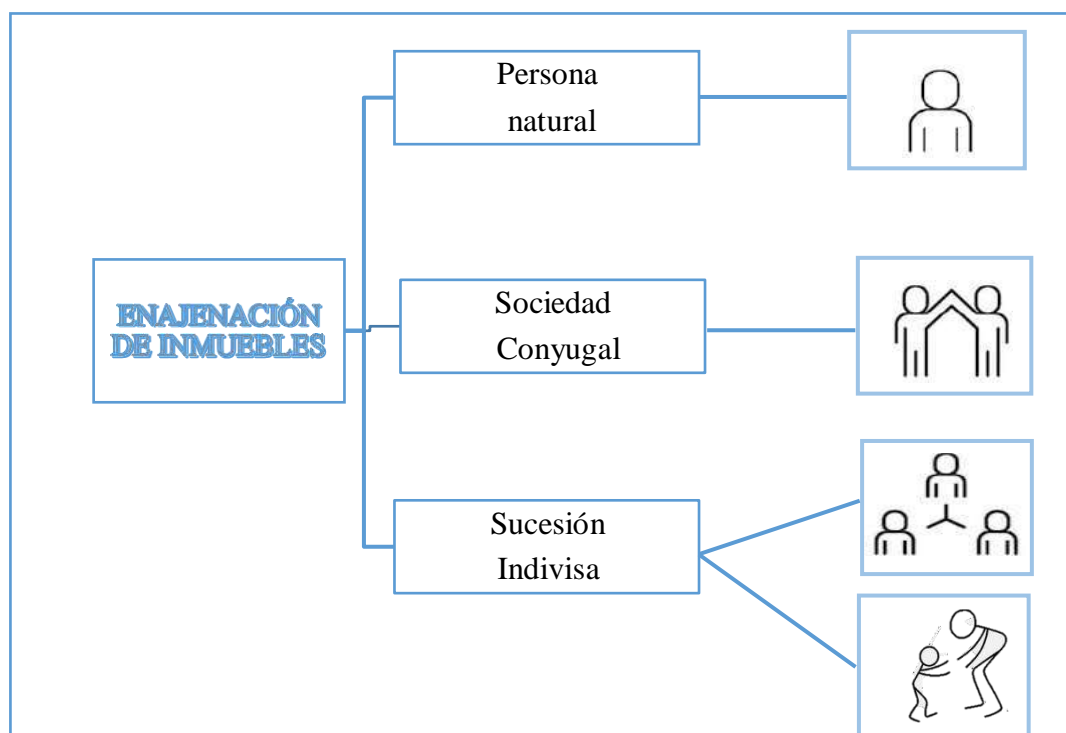 Persona
natural
ENAJENACIÓN
DE INMUEBLES
Sociedad
Conyugal
Sucesión
Indivisa